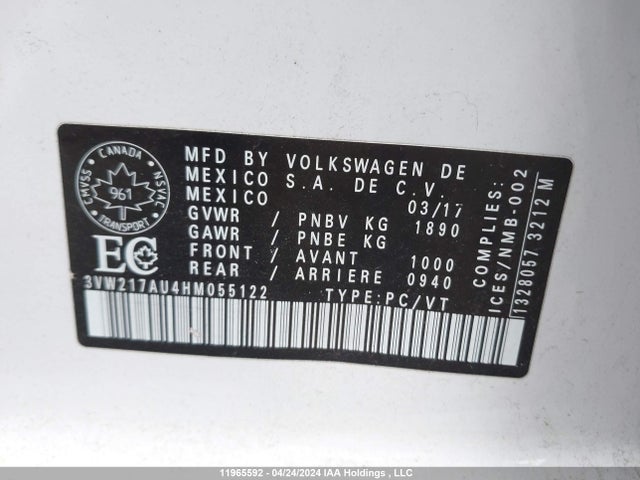 CANADA
CMVSS
NSVAC
961
TRANSPORT
EC
MFD BY VOLKSWAGEN DE
MEXICO S.A. DE C.V.
MEXICO 03/17
GVWR / PNBV KG 1890
GAWR / PNBE KG
FRONT / AVANT 1000
REAR / ARRIERE 0940
3VW217AU4HM055122 TYPE:PC/VT
COMPLIES:
ICES/NMB-002
1328057 3212 M
11965592 - 04/24/2024 IAA Holdings , LLC